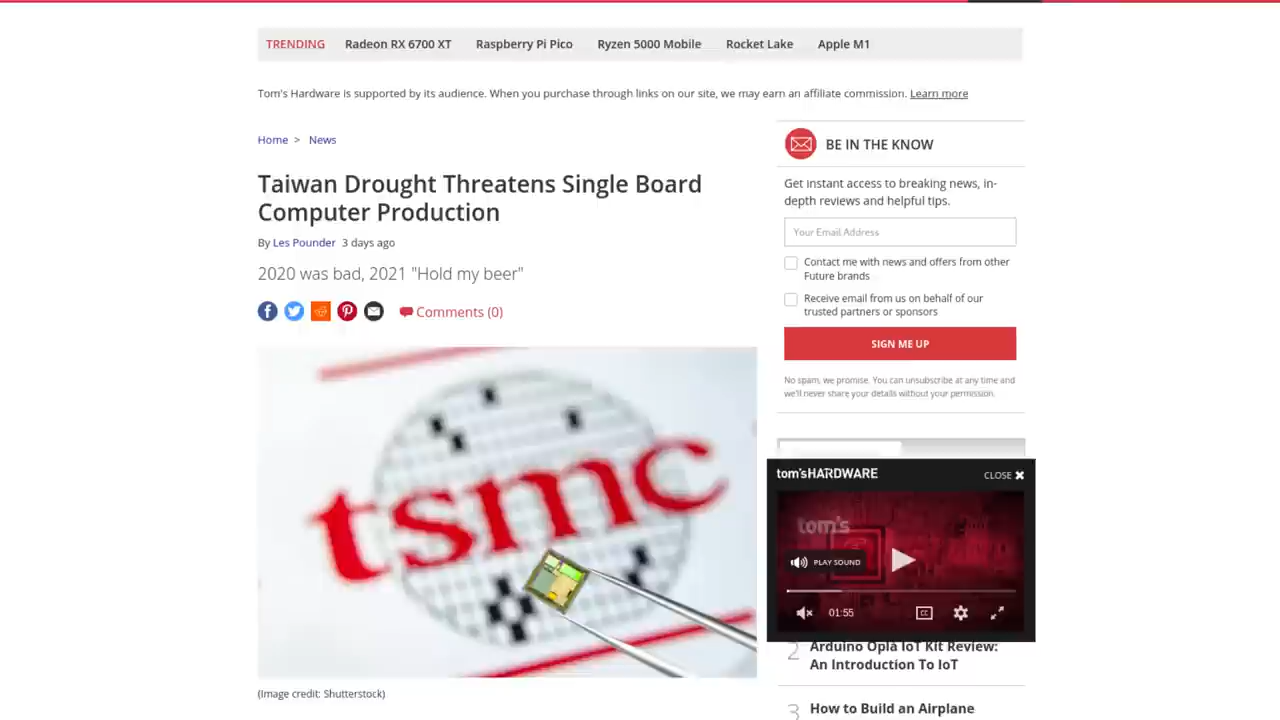 TRENDING Radeon RX 6700 XT Raspberry Pi Pico Ryzen 5000 Mobile Rocket Lake Apple M1
Tom's Hardware is supported by its audience. When you purchase through links on our site, we may earn an affiliate commission. Learn more
Home > News
Taiwan Drought Threatens Single Board
Computer Production
By Les Pounder 3 days ago
2020 was bad, 2021 "Hold my beer"
Comments (0)
tsmc
(Image credit: Shutterstock)
BE IN THE KNOW
Get instant access to breaking news, in-
depth reviews and helpful tips.
Your Email Address
Contact me with news and offers from other
Future brands
Receive email from us on behalf of our
trusted partners or sponsors
SIGN ME UP
No spam, we promise. You can unsubscribe at any time and
we'll never share your details without your permission.
tom'sHARDWARE CLOSE
tom's
PLAY SOUND
01:55
CC
2 Arduino Opla IoT Kit Review:
An Introduction To IoT
3 How to Build an Airplane